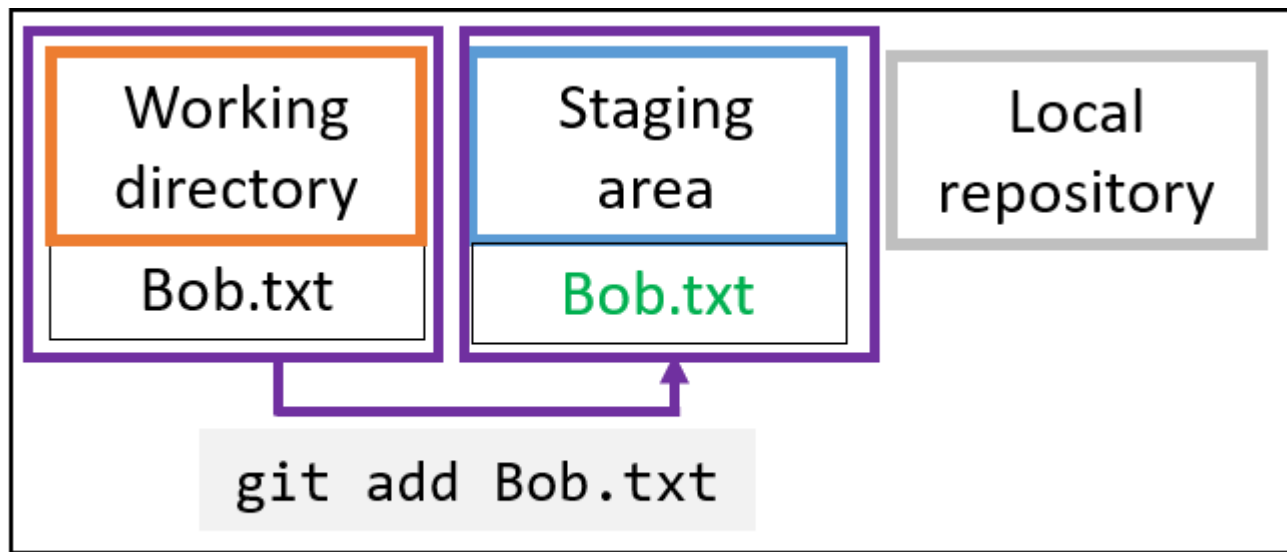 Working
directory
Bob.txt
Staging
area
Bob.txt
Local
repository
git add Bob.txt